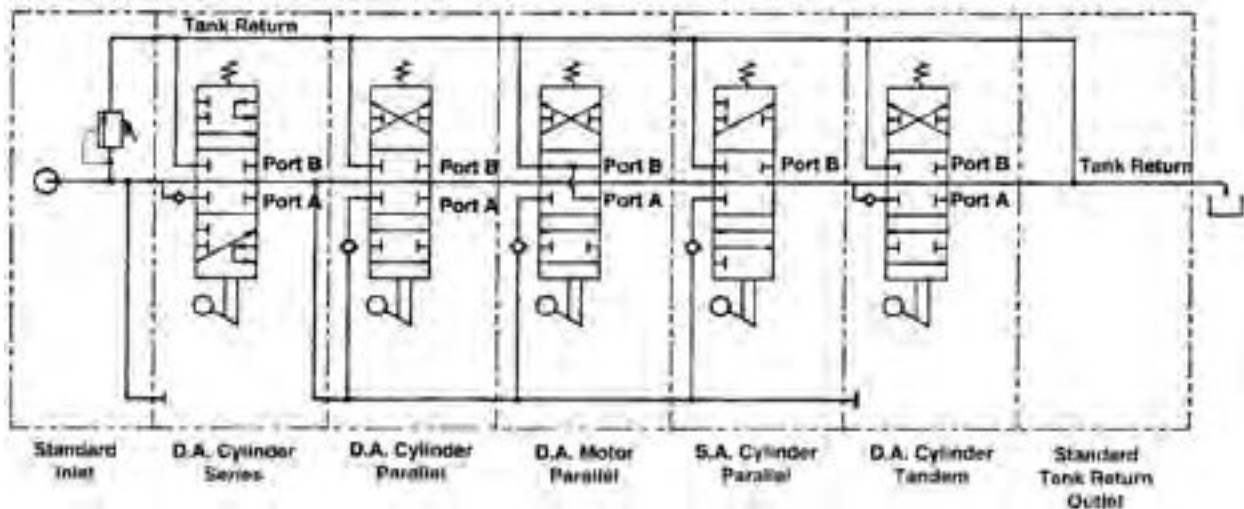 Tank Return
Port B
Port B
Port B
Port B
Port B
Tank Return
Port A
Port A
Port A
Port A
Standard
Inlet
D.A. Cylinder
Series
D.A. Cylinder
Parallel
D.A. Motor
Parallel
S.A. Cylinder
Parallel
D.A. Cylinder
Tandem
Standard
Tank Return
Outlet